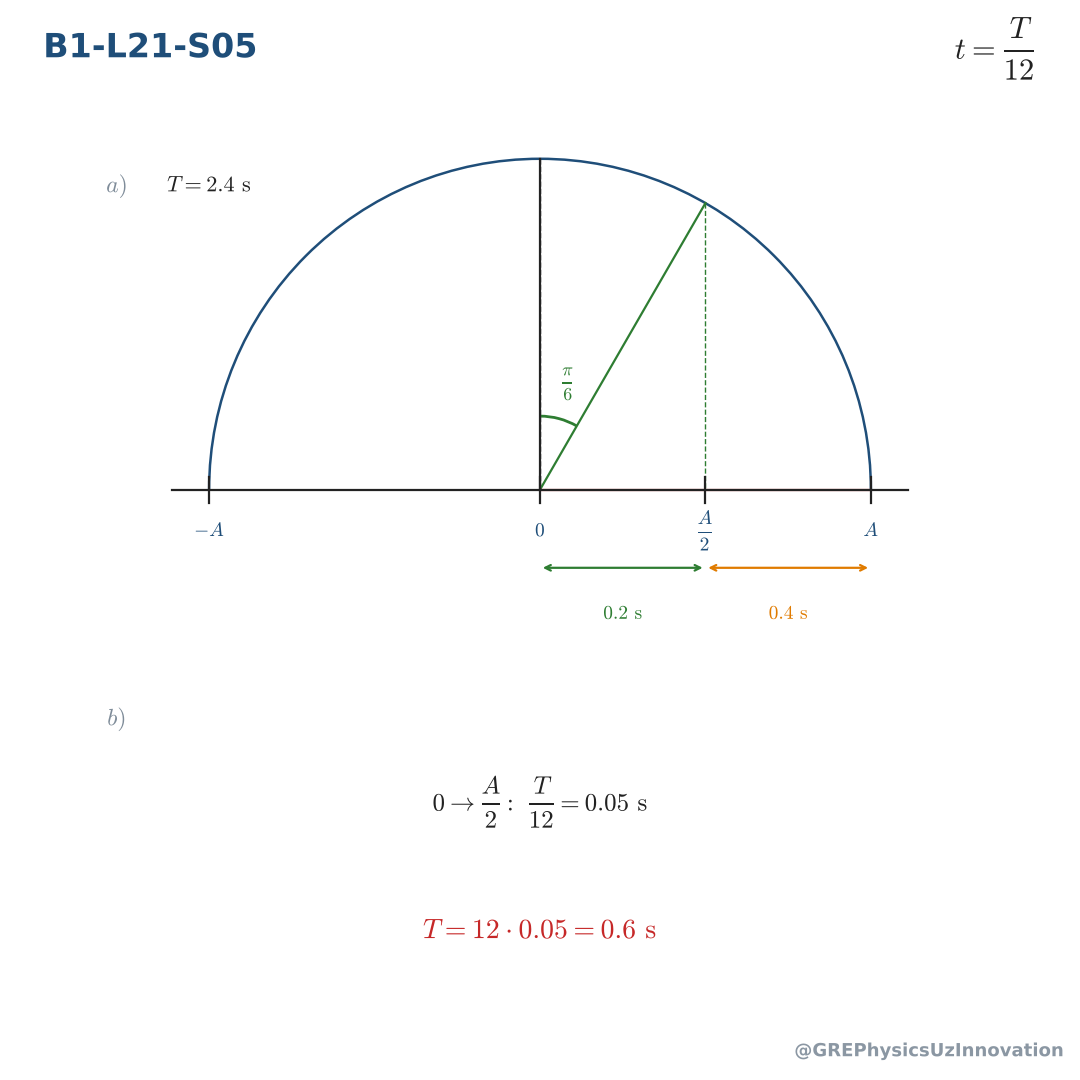 B1-L21-S05
t = T/12
a) T = 2.4 s
π/6
−A 0 A/2 A
0.2 s 0.4 s
b)
0 → A/2 : T/12 = 0.05 s
T = 12 · 0.05 = 0.6 s
@GREPhysicsUzInnovation